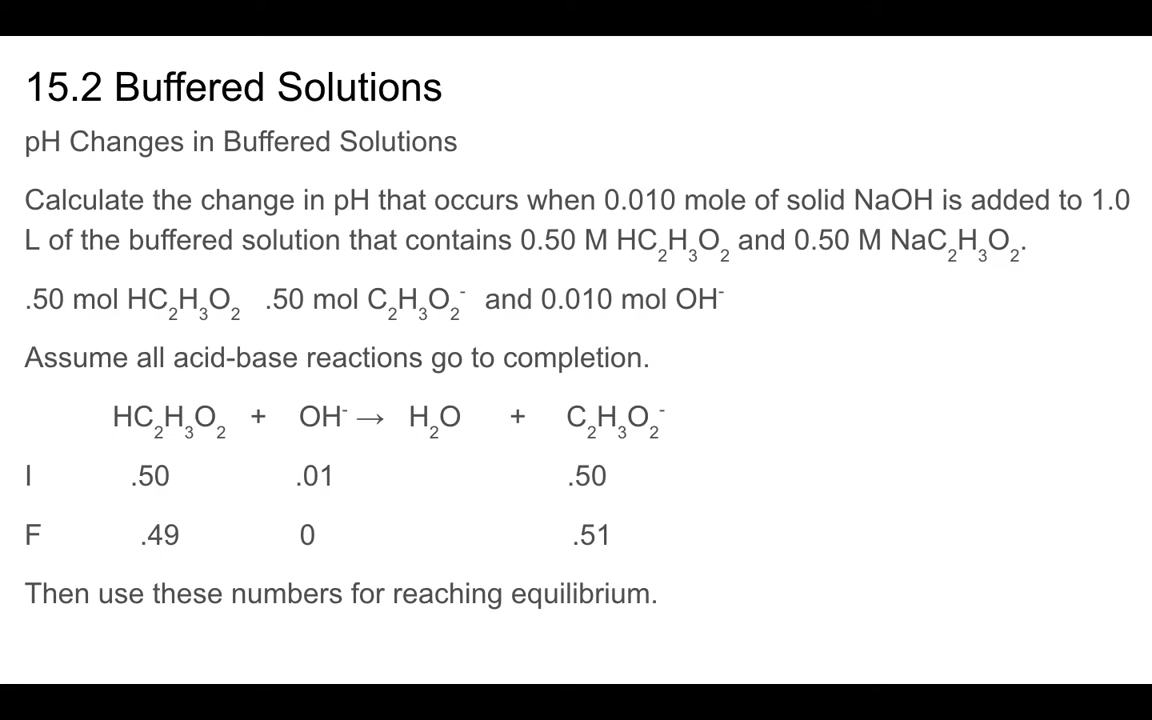 15.2 Buffered Solutions
pH Changes in Buffered Solutions
Calculate the change in pH that occurs when 0.010 mole of solid NaOH is added to 1.0
L of the buffered solution that contains 0.50 M HC₂H₃O₂ and 0.50 M NaC₂H₃O₂.
.50 mol HC₂H₃O₂ .50 mol C₂H₃O₂⁻ and 0.010 mol OH⁻
Assume all acid-base reactions go to completion.
HC₂H₃O₂ + OH⁻ → H₂O + C₂H₃O₂⁻
I .50 .01 .50
F .49 0 .51
Then use these numbers for reaching equilibrium.